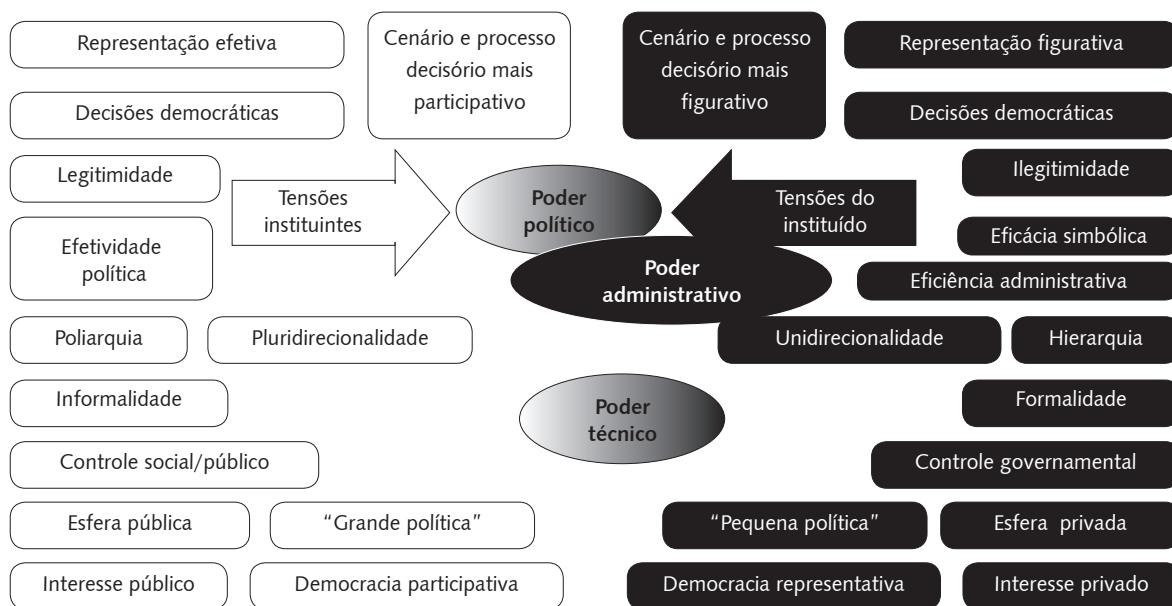 Representação efetiva
Cenário e processo
decisório mais
participativo
Cenário e processo
decisório mais
figurativo
Representação figurativa
Decisões democráticas
Decisões democráticas
Legitimidade
Tensões
instituintes
Poder
político
Tensões do
instituído
Ilegitimidade
Efetividade
política
Poder
administrativo
Eficácia simbólica
Eficiência administrativa
Poliarquia
Pluridirecionalidade
Unidirecionalidade
Hierarquia
Informalidade
Poder
técnico
Formalidade
Controle social/público
Controle governamental
Esfera pública
“Grande política”
“Pequena política”
Esfera privada
Interesse público
Democracia participativa
Democracia representativa
Interesse privado